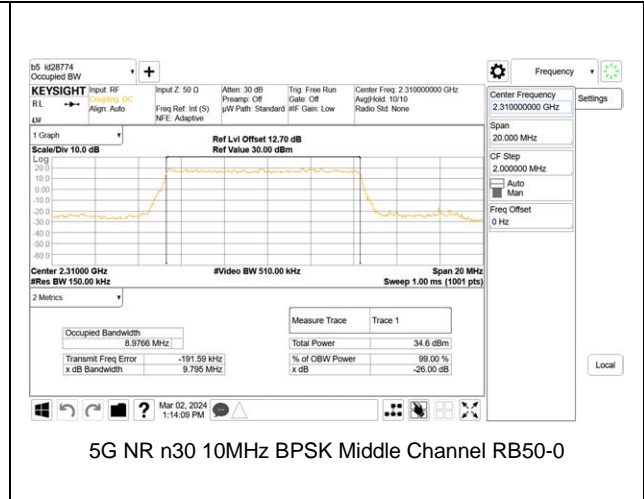 b5 id28774
Occupied BW
Frequency
KEYSIGHT Input: RF Input Z: 50 Ω Atten: 30 dB Trig: Free Run Center Freq: 2.310000000 GHz
RL Coupling: DC Preamp: Off Gate: Off Avg|Hold: 10/10
Align: Auto Freq Ref: Int (S) µW Path: Standard #IF Gain: Low Radio Std: None
NFE: Adaptive
Center Frequency
2.310000000 GHz
Settings
Span
20.000 MHz
CF Step
2.000000 MHz
Auto
Man
Freq Offset
0 Hz
Local
1 Graph
Ref Lvl Offset 12.70 dB
Scale/Div 10.0 dB Ref Value 30.00 dBm
Log
20.0
10.0
0.00
-10.0
-20.0
-30.0
-40.0
-50.0
-60.0
Center 2.31000 GHz #Video BW 510.00 kHz Span 20 MHz
#Res BW 150.00 kHz Sweep 1.00 ms (1001 pts)
2 Metrics
Measure Trace Trace 1
Occupied Bandwidth
8.9766 MHz Total Power 34.6 dBm
Transmit Freq Error -191.59 kHz % of OBW Power 99.00 %
x dB Bandwidth 9.795 MHz x dB -26.00 dB
Mar 02, 2024
1:14:09 PM
5G NR n30 10MHz BPSK Middle Channel RB50-0